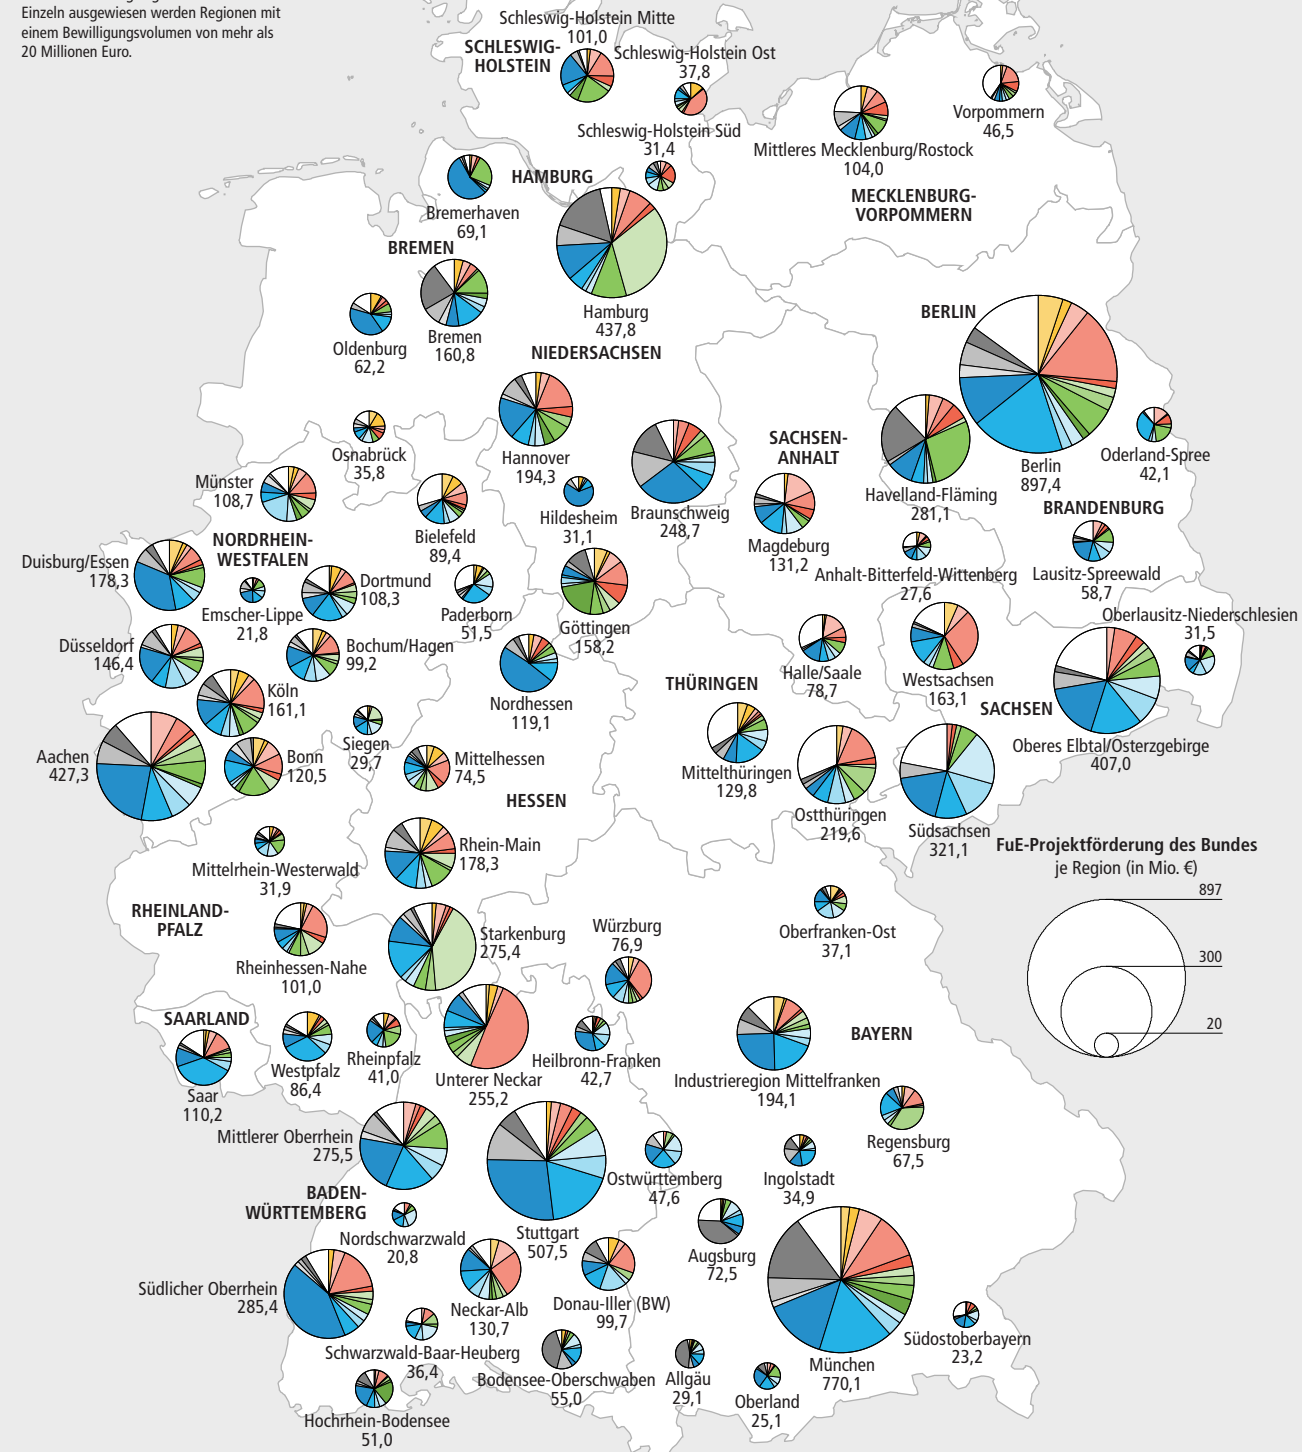 Einzeln ausgewiesen werden Regionen mit
einem Bewilligungsvolumen von mehr als
20 Millionen Euro.
Schleswig-Holstein Mitte
101,0
SCHLESWIG-
HOLSTEIN
Schleswig-Holstein Ost
37,8
Schleswig-Holstein Süd
31,4
Mittleres Mecklenburg/Rostock
104,0
Vorpommern
46,5
MECKLENBURG-
VORPOMMERN
HAMBURG
Bremerhaven
69,1
BREMEN
Hamburg
437,8
Bremen
160,8
Oldenburg
62,2
NIEDERSACHSEN
BERLIN
Berlin
897,4
Osnabrück
35,8
Hannover
194,3
Hildesheim
31,1
Braunschweig
248,7
SACHSEN-
ANHALT
Magdeburg
131,2
Havelland-Fläming
281,1
Oderland-Spree
42,1
BRANDENBURG
Münster
108,7
Bielefeld
89,4
NORDRHEIN-
WESTFALEN
Duisburg/Essen
178,3
Emscher-Lippe
21,8
Dortmund
108,3
Paderborn
51,5
Göttingen
158,2
Anhalt-Bitterfeld-Wittenberg
27,6
Lausitz-Spreewald
58,7
Oberlausitz-Niederschlesien
31,5
Düsseldorf
146,4
Bochum/Hagen
99,2
Köln
161,1
Nordhessen
119,1
Halle/Saale
78,7
Westsachsen
163,1
THÜRINGEN
SACHSEN
Oberes Elbtal/Osterzgebirge
407,0
Aachen
427,3
Bonn
120,5
Siegen
29,7
Mittelhessen
74,5
HESSEN
Mittelthüringen
129,8
Ostthüringen
219,6
Südsachsen
321,1
Mittelrhein-Westerwald
31,9
Rhein-Main
178,3
FuE-Projektförderung des Bundes
je Region (in Mio. €)
897
300
20
RHEINLAND-
PFALZ
Rheinhessen-Nahe
101,0
Starkenburg
275,4
Würzburg
76,9
Oberfranken-Ost
37,1
SAARLAND
Saar
110,2
Westpfalz
86,4
Rheinpfalz
41,0
Unterer Neckar
255,2
Heilbronn-Franken
42,7
Industrieregion Mittelfranken
194,1
BAYERN
Regensburg
67,5
Mittlerer Oberrhein
275,5
BADEN-
WÜRTTEMBERG
Nordschwarzwald
20,8
Stuttgart
507,5
Ostwürttemberg
47,6
Ingolstadt
34,9
Augsburg
72,5
Südlicher Oberrhein
285,4
Neckar-Alb
130,7
Donau-Iller (BW)
99,7
Schwarzwald-Baar-Heuberg
36,4
Bodensee-Oberschwaben
55,0
Allgäu
29,1
Oberland
25,1
München
770,1
Südostoberbayern
23,2
Hochrhein-Bodensee
51,0